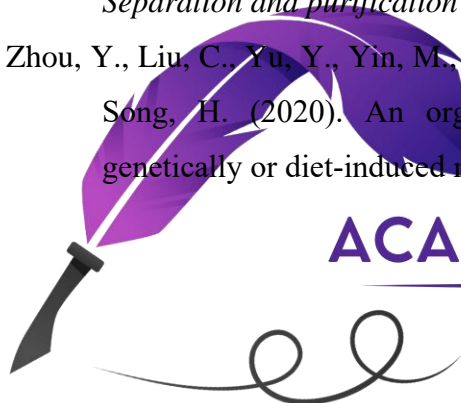 Separation and purification
Zhou, Y., Liu, C., Yu, Y., Yin, M.,
Song, H. (2020). An org
genetically or diet-induced
ACA